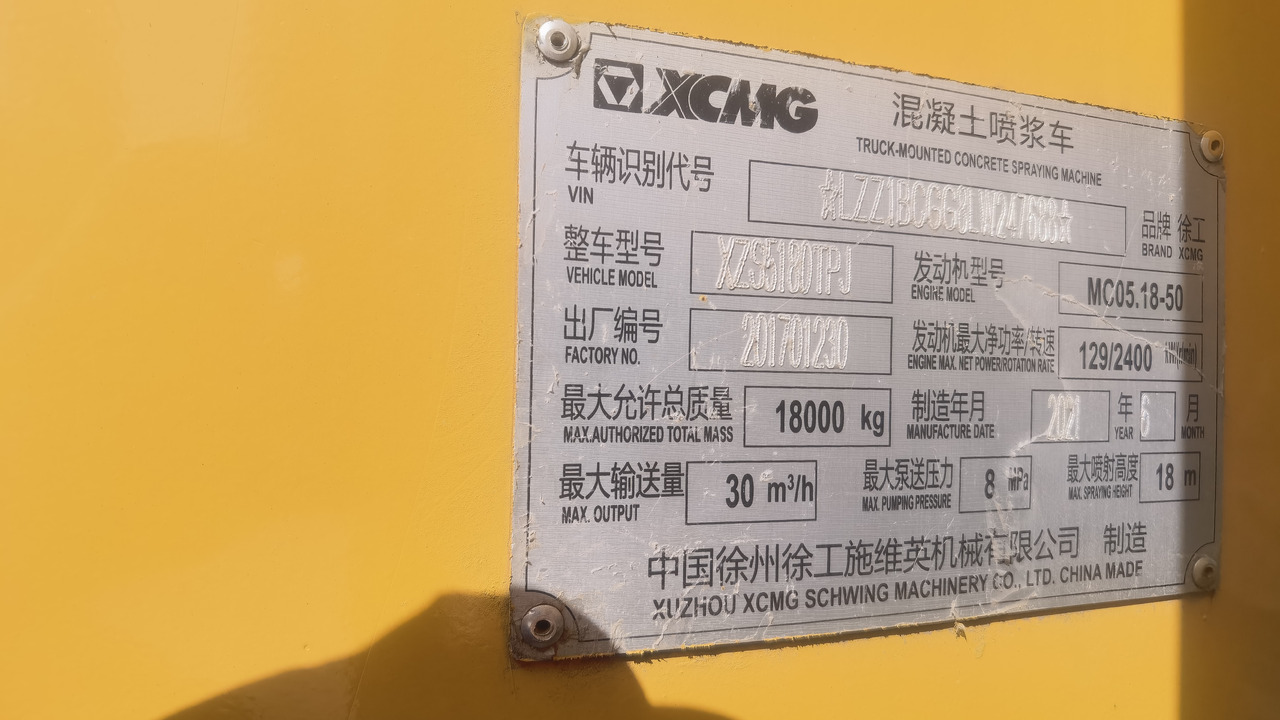 XCMG
混凝土喷浆车
TRUCK-MOUNTED CONCRETE SPRAYING MACHINE
车辆识别代号
VIN
品牌 徐工
BRAND XCMG
整车型号
VEHICLE MODEL
XZS5180TPJ
发动机型号
ENGINE MODEL
MC05.18-50
出厂编号
FACTORY NO.
201701230
发动机最大净功率/转速
ENGINE MAX. NET POWER/ROTATION RATE
129/2400 kW/(r/min)
最大允许总质量
MAX.AUTHORIZED TOTAL MASS
18000 kg
制造年月
MANUFACTURE DATE
2021
年
YEAR
6
月
MONTH
最大输送量
MAX. OUTPUT
30 m³/h
最大泵送压力
MAX. PUMPING PRESSURE
8 MPa
最大喷射高度
MAX. SPRAYING HEIGHT
18 m
中国徐州徐工施维英机械有限公司 制造
XUZHOU XCMG SCHWING MACHINERY CO., LTD. CHINA MADE